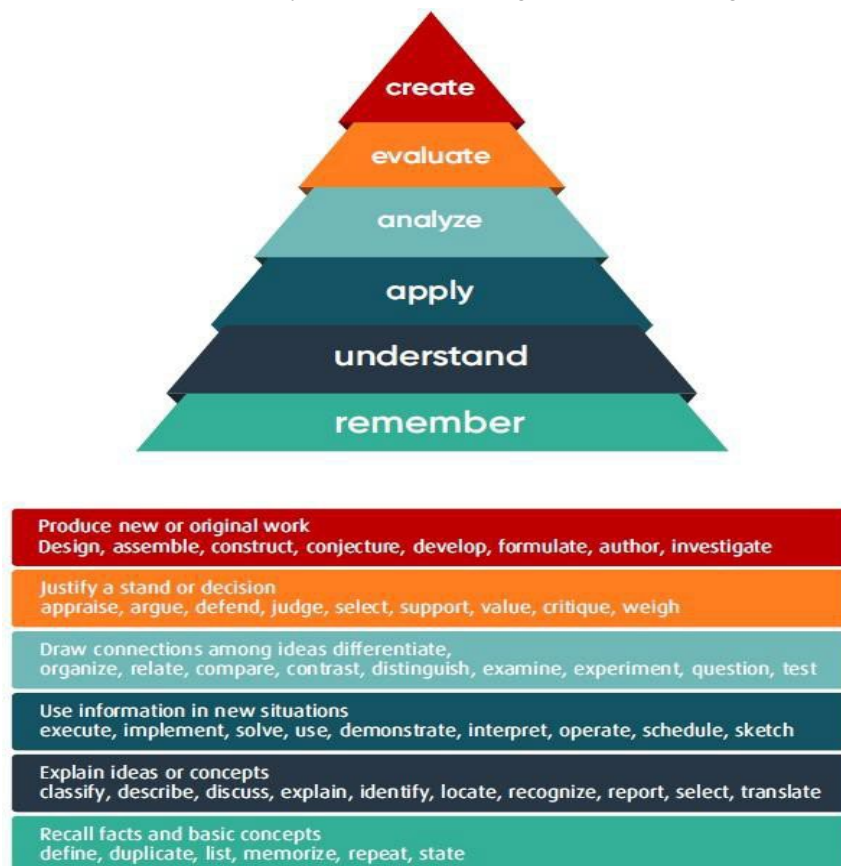 create
evaluate
analyze
apply
understand
remember
Produce new or original work
Design, assemble, construct, conjecture, develop, formulate, author, investigate
Justify a stand or decision
appraise, argue, defend, judge, select, support, value, critique, weigh
Draw connections among ideas differentiate,
organize, relate, compare, contrast, distinguish, examine, experiment, question, test
Use information in new situations
execute, implement, solve, use, demonstrate, interpret, operate, schedule, sketch
Explain ideas or concepts
classify, describe, discuss, explain, identify, locate, recognize, report, select, translate
Recall facts and basic concepts
define, duplicate, list, memorize, repeat, state